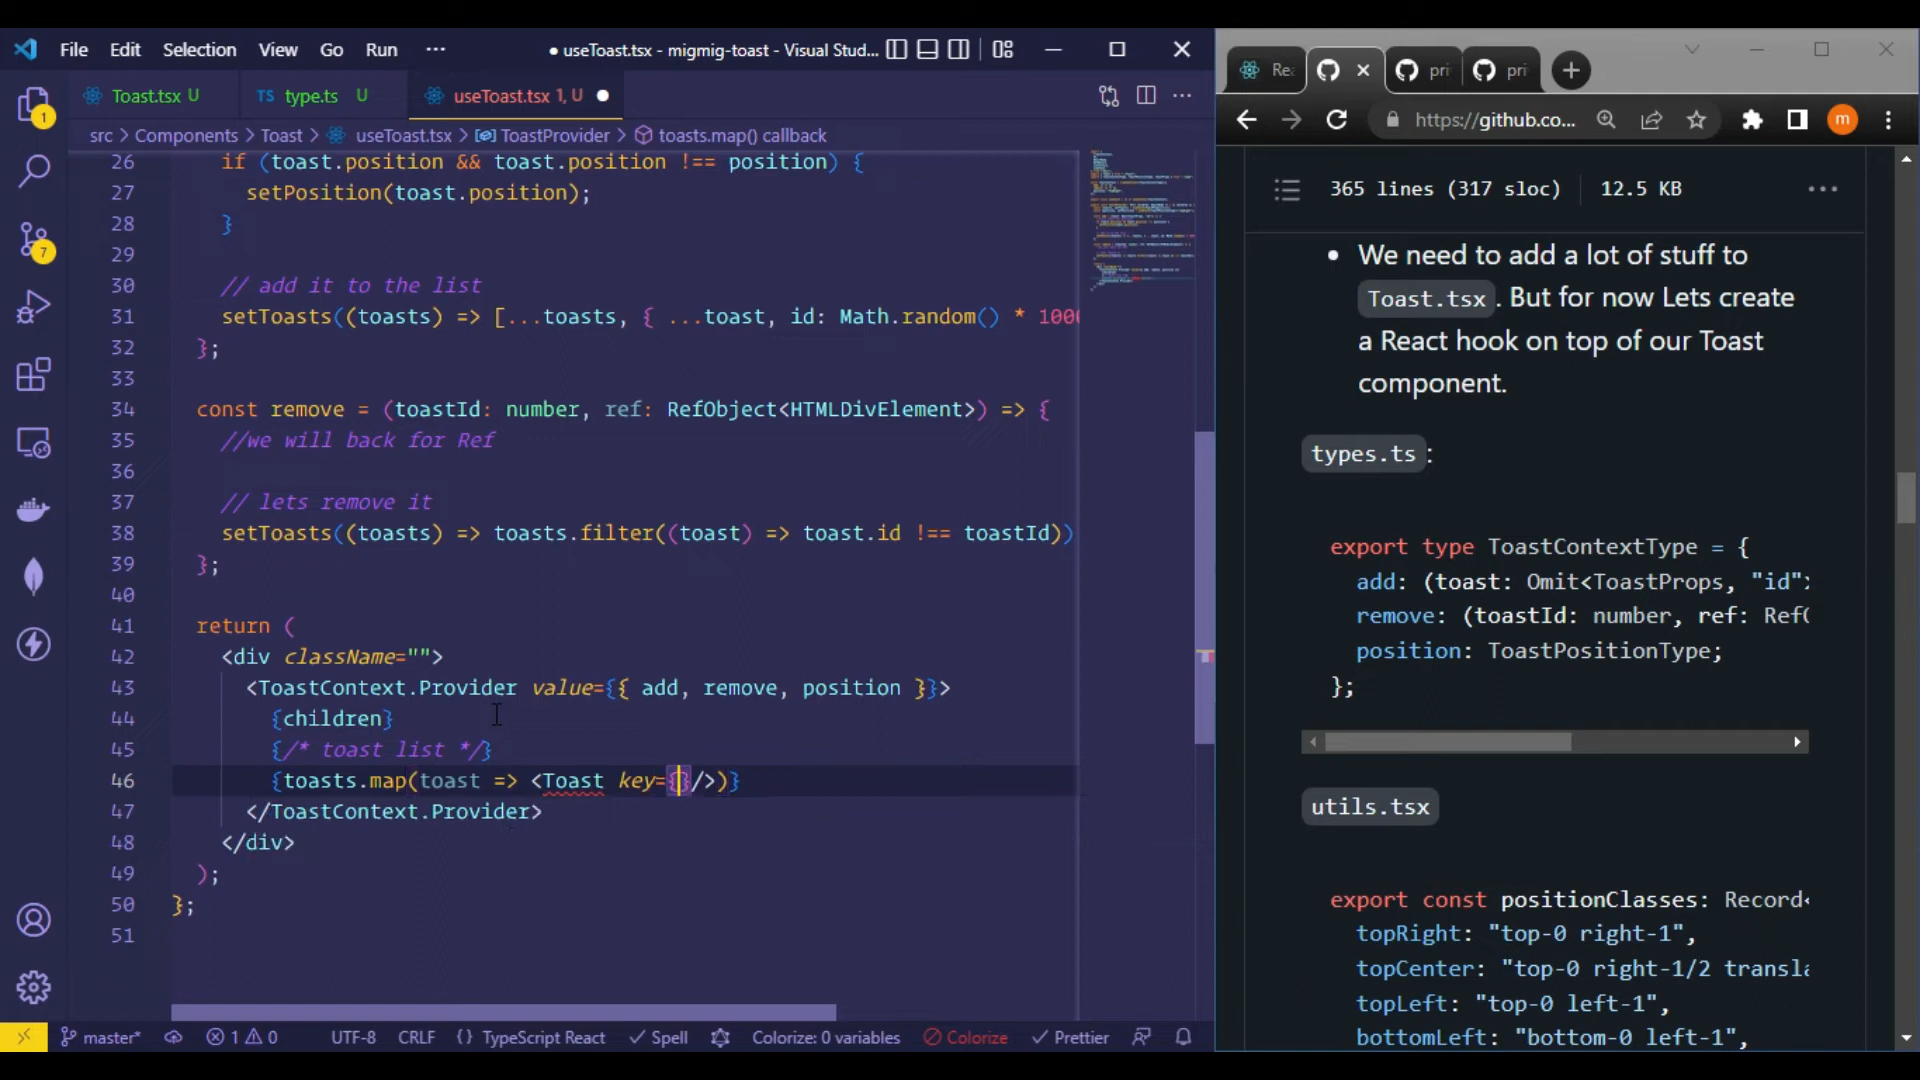 File Edit Selection View Go Run ··· ● useToast.tsx - migmig-toast - Visual Stud...
Toast.tsx U TS type.ts U useToast.tsx 1, U ●
src > Components > Toast > useToast.tsx > ToastProvider > toasts.map() callback
26 if (toast.position && toast.position !== position) {
27 setPosition(toast.position);
28 }
29
30 // add it to the list
31 setToasts((toasts) => [...toasts, { ...toast, id: Math.random() * 1000
32 };
33
34 const remove = (toastId: number, ref: RefObject<HTMLDivElement>) => {
35 //we will back for Ref
36
37 // lets remove it
38 setToasts((toasts) => toasts.filter((toast) => toast.id !== toastId))
39 };
40
41 return (
42 <div className="">
43 <ToastContext.Provider value={{ add, remove, position }}>
44 {children}
45 {/* toast list */}
46 {toasts.map(toast => <Toast key={}/>)}
47 </ToastContext.Provider>
48 </div>
49 );
50 };
51
1
7
master* 1 0 UTF-8 CRLF {} TypeScript React Spell Colorize: 0 variables Colorize Prettier
Rea pri pri
https://github.co... m
365 lines (317 sloc) 12.5 KB ···
• We need to add a lot of stuff to
Toast.tsx. But for now Lets create
a React hook on top of our Toast
component.
types.ts:
export type ToastContextType = {
add: (toast: Omit<ToastProps, "id">
remove: (toastId: number, ref: Ref
position: ToastPositionType;
};
utils.tsx
export const positionClasses: Record<
topRight: "top-0 right-1",
topCenter: "top-0 right-1/2 transla
topLeft: "top-0 left-1",
bottomLeft: "bottom-0 left-1",